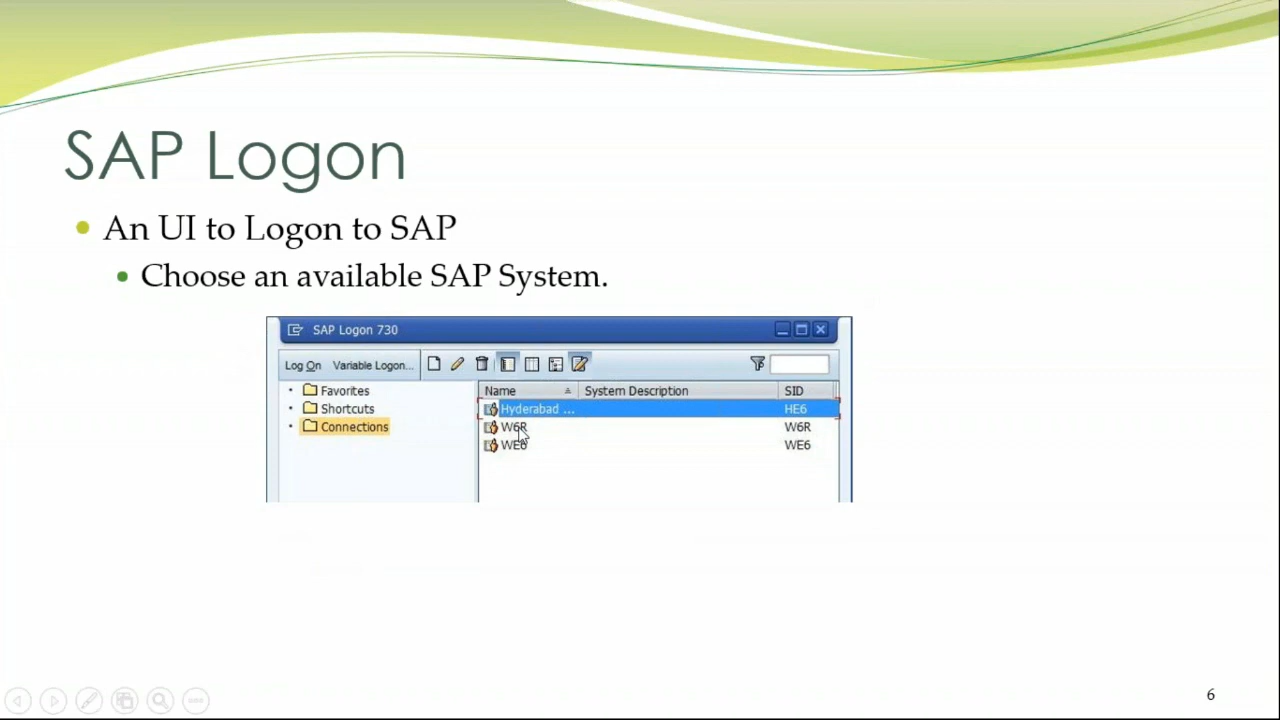 SAP Logon
An UI to Logon to SAP
Choose an available SAP System.
SAP Logon 730
Log On Variable Logon...
Favorites
Shortcuts
Connections
Name System Description SID
Hyderabad ... HE6
W6R W6R
WE6 WE6
6